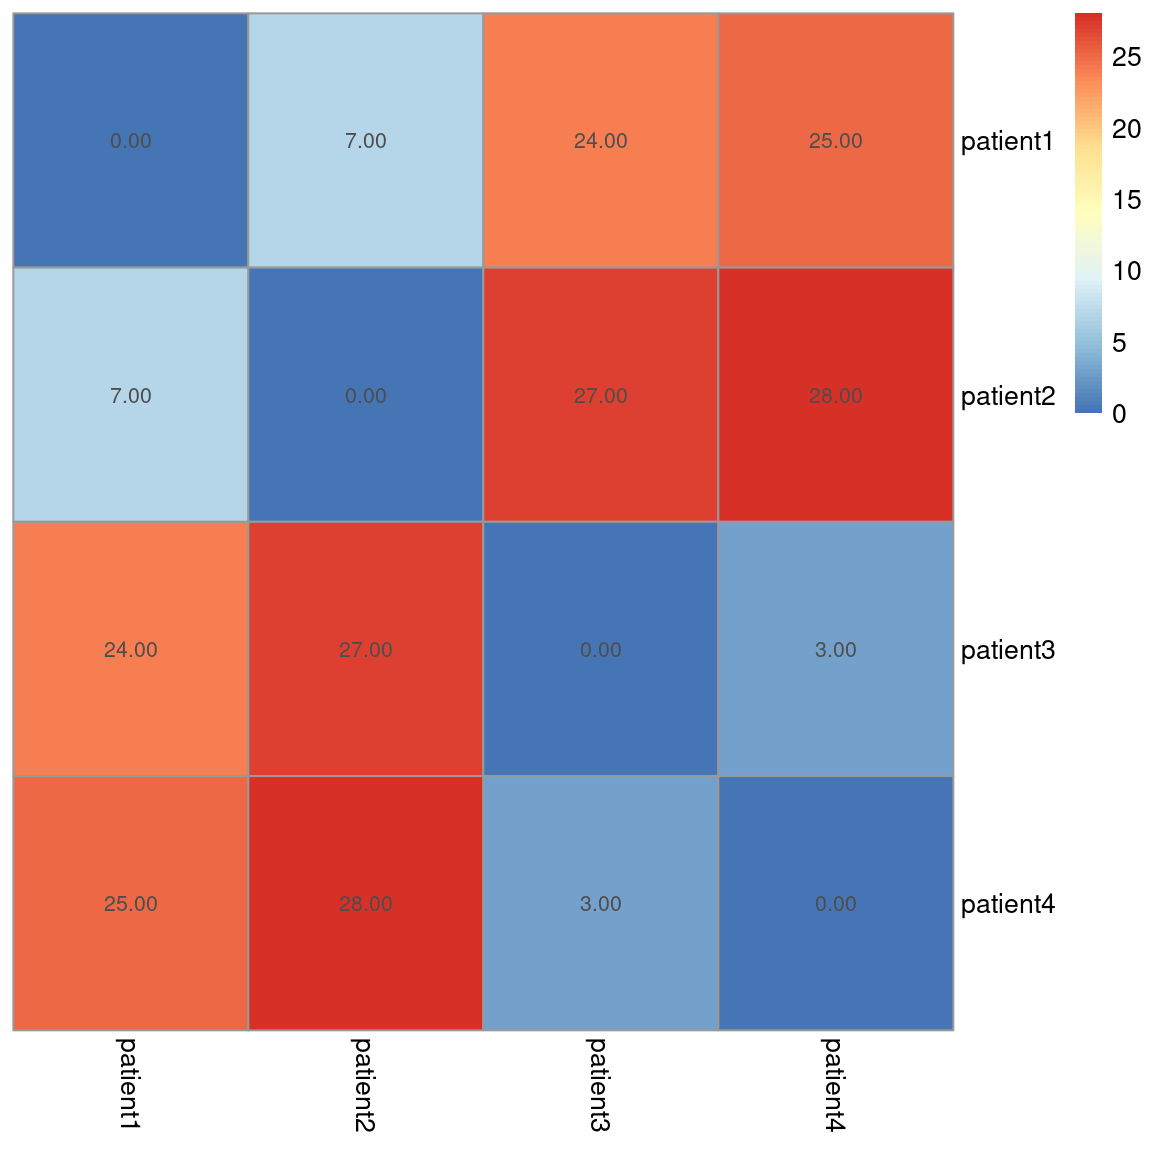 0.00 7.00 24.00 25.00 patient1
7.00 0.00 27.00 28.00 patient2
24.00 27.00 0.00 3.00 patient3
25.00 28.00 3.00 0.00 patient4
patient1 patient2 patient3 patient4
25
20
15
10
5
0